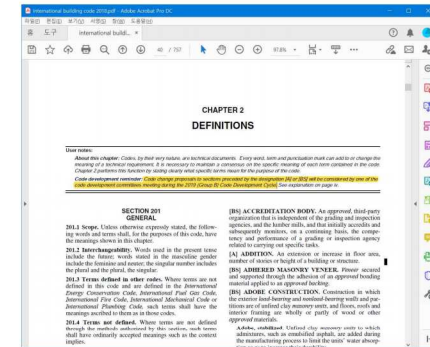 international building code 2018.pdf - Adobe Acrobat Pro DC
파일(F) 편집(E) 보기(V) 서명(S) 창(W) 도움말(H)
홈 도구 international buildi... ×
40 / 757 97.8%
CHAPTER 2
DEFINITIONS
User notes:
About this chapter: Codes, by their very nature, are technical documents. Every word, term and punctuation mark can add to or change the
meaning of a technical requirement. It is necessary to maintain a consensus on the specific meaning of each term contained in the code.
Chapter 2 performs this function by stating clearly what specific terms mean for the purpose of the code.
Code development reminder: Code change proposals to sections preceded by the designation [A] or [BS] will be considered by one of the
code development committees meeting during the 2019 (Group B) Code Development Cycle. See explanation on page iv.
SECTION 201
GENERAL
201.1 Scope. Unless otherwise expressly stated, the follow-
ing words and terms shall, for the purposes of this code, have
the meanings shown in this chapter.
201.2 Interchangeability. Words used in the present tense
include the future; words stated in the masculine gender
include the feminine and neuter; the singular number includes
the plural and the plural, the singular.
201.3 Terms defined in other codes. Where terms are not
defined in this code and are defined in the International
Energy Conservation Code, International Fuel Gas Code,
International Fire Code, International Mechanical Code or
International Plumbing Code, such terms shall have the
meanings ascribed to them as in those codes.
201.4 Terms not defined. Where terms are not defined
through the methods authorized by this section, such terms
shall have ordinarily accepted meanings such as the context
implies.
[BS] ACCREDITATION BODY. An approved, third-party
organization that is independent of the grading and inspection
agencies, and the lumber mills, and that initially accredits and
subsequently monitors, on a continuing basis, the compe-
tency and performance of a grading or inspection agency
related to carrying out specific tasks.
[A] ADDITION. An extension or increase in floor area,
number of stories or height of a building or structure.
[BS] ADHERED MASONRY VENEER. Veneer secured
and supported through the adhesion of an approved bonding
material applied to an approved backing.
[BS] ADOBE CONSTRUCTION. Construction in which
the exterior load-bearing and nonload-bearing walls and par-
titions are of unfired clay masonry units, and floors, roofs and
interior framing are wholly or partly of wood or other
approved materials.
Adobe, stabilized. Unfired clay masonry units to which
admixtures, such as emulsified asphalt, are added during
the manufacturing process to limit the units' water absorp-